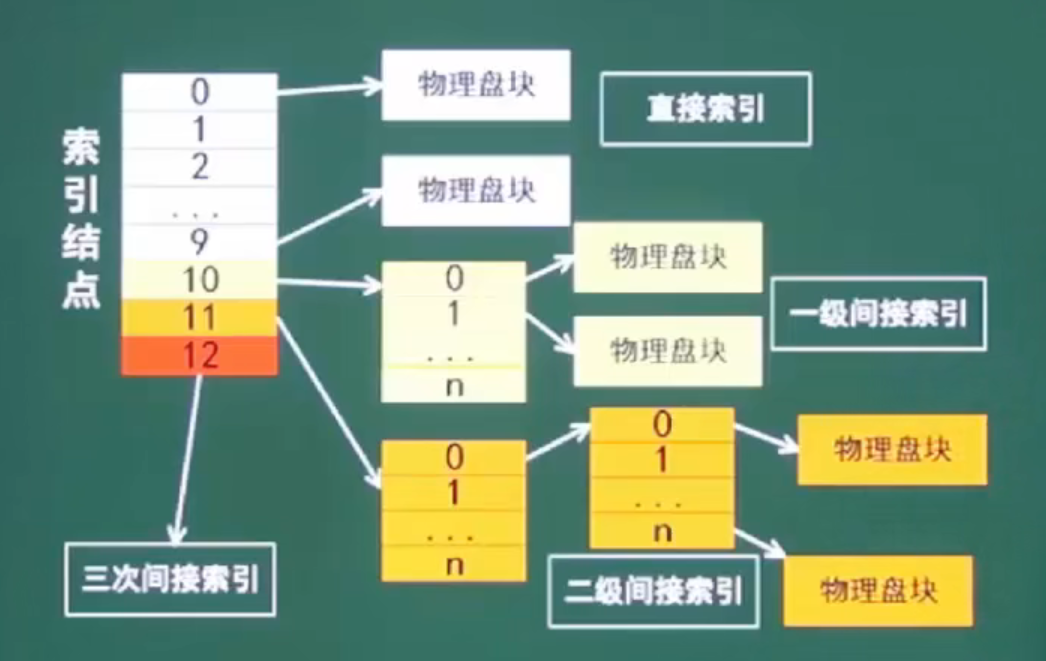 索引结点
0
1
2
...
9
10
11
12
物理盘块
直接索引
物理盘块
0
1
...
n
物理盘块
物理盘块
一级间接索引
0
1
...
n
0
1
...
n
物理盘块
物理盘块
二级间接索引
三次间接索引